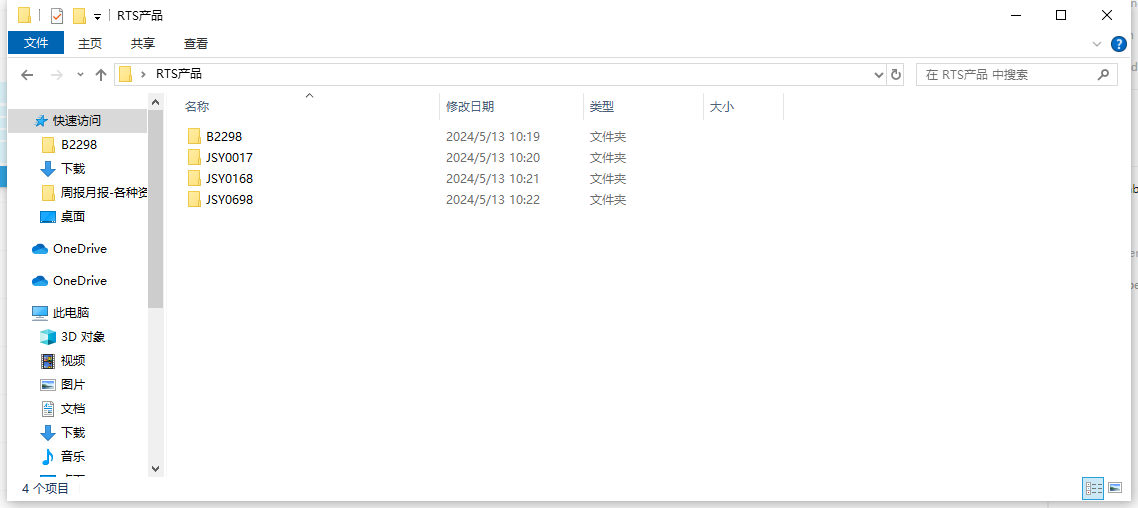 RTS产品
文件 主页 共享 查看
RTS产品
在 RTS产品 中搜索
名称 修改日期 类型 大小
B2298 2024/5/13 10:19 文件夹
JSY0017 2024/5/13 10:20 文件夹
JSY0168 2024/5/13 10:21 文件夹
JSY0698 2024/5/13 10:22 文件夹
快速访问
B2298
下载
周报月报-各种资
桌面
OneDrive
OneDrive
此电脑
3D 对象
视频
图片
文档
下载
音乐
4 个项目